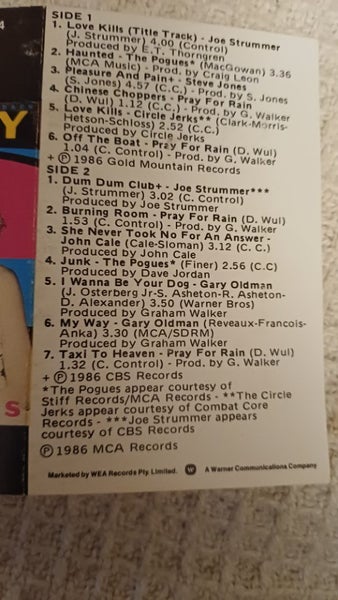 SIDE 1
1. Love Kills (Title Track) - Joe Strummer
(J. Strummer) 4.00 (Control)
Produced by E.T. Thorngren
2. Haunted - The Pogues* (MacGowan) 3.36
(MCA Music) - Prod. by Craig Leon
3. Pleasure And Pain+ - Steve Jones
(S. Jones) 4.57 (C.C.) - Prod. by S. Jones
4. Chinese Choppers - Pray For Rain
(D. Wul) 1.12 (C.C.) - Prod. by G. Walker
5. Love Kills - Circle Jerks** (Clark-Morris-
Hetson-Schloss) 2.52 (C.C.)
Produced by Circle Jerks
6. Off The Boat - Pray For Rain (D. Wul)
1.04 (C. Control) - Prod. by G. Walker
+ Ⓟ 1986 Gold Mountain Records
SIDE 2
1. Dum Dum Club+ - Joe Strummer***
(J. Strummer) 3.02 (C. Control)
Produced by Joe Strummer
2. Burning Room - Pray For Rain (D. Wul)
1.53 (C. Control) - Prod. by G. Walker
3. She Never Took No For An Answer -
John Cale (Cale-Sloman) 3.12 (C.C.)
Produced by John Cale
4. Junk - The Pogues* (Finer) 2.56 (C.C)
Produced by Dave Jordan
5. I Wanna Be Your Dog - Gary Oldman
(J. Osterberg Jr-S. Asheton-R. Asheton-
D. Alexander) 3.50 (Warner Bros)
Produced by Graham Walker
6. My Way - Gary Oldman (Reveaux-Francois-
Anka) 3.30 (MCA/SDRM)
Produced by Graham Walker
7. Taxi To Heaven - Pray For Rain (D. Wul)
1.32 (C. Control) - Prod. by G. Walker
+ Ⓟ 1986 CBS Records
*The Pogues appear courtesy of
Stiff Records/MCA Records - **The Circle
Jerks appear courtesy of Combat Core
Records - ***Joe Strummer appears
courtesy of CBS Records
Ⓟ 1986 MCA Records
Marketed by WEA Records Pty. Limited. A Warner Communications Company
Y
S